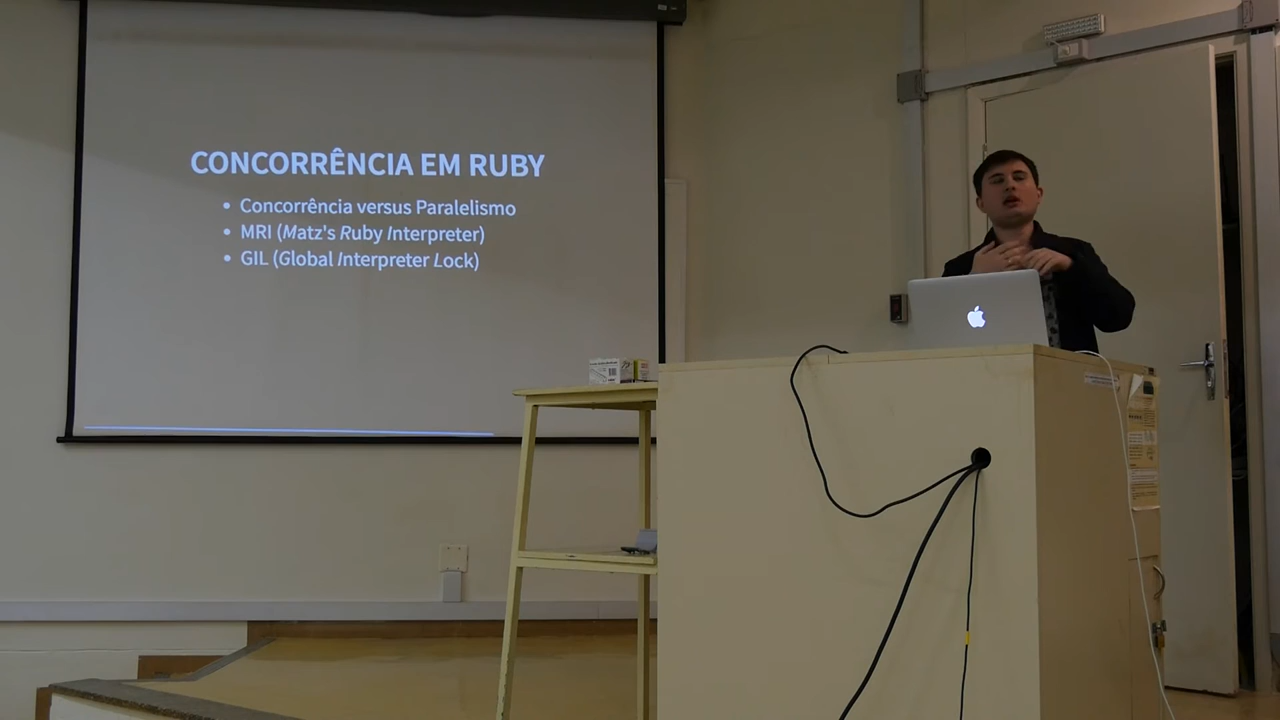 CONCORRÊNCIA EM RUBY
• Concorrência versus Paralelismo
• MRI (Matz's Ruby Interpreter)
• GIL (Global Interpreter Lock)